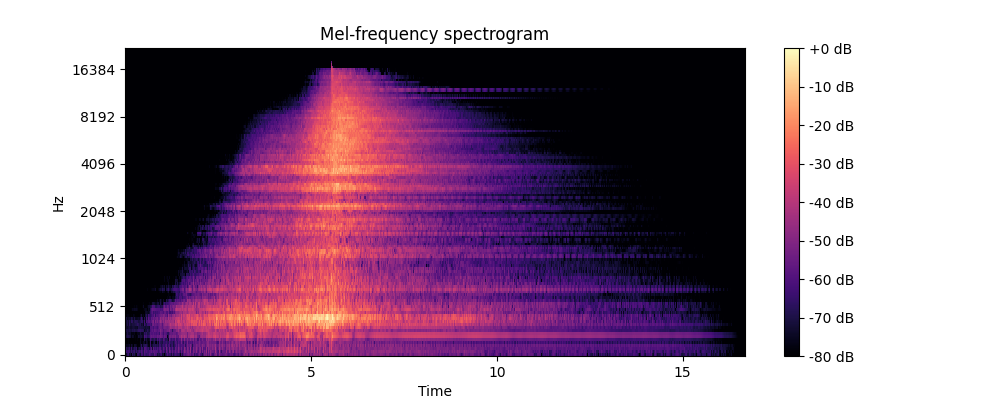 Mel-frequency spectrogram
Hz
16384
8192
4096
2048
1024
512
0
0 5 10 15
Time
+0 dB
-10 dB
-20 dB
-30 dB
-40 dB
-50 dB
-60 dB
-70 dB
-80 dB